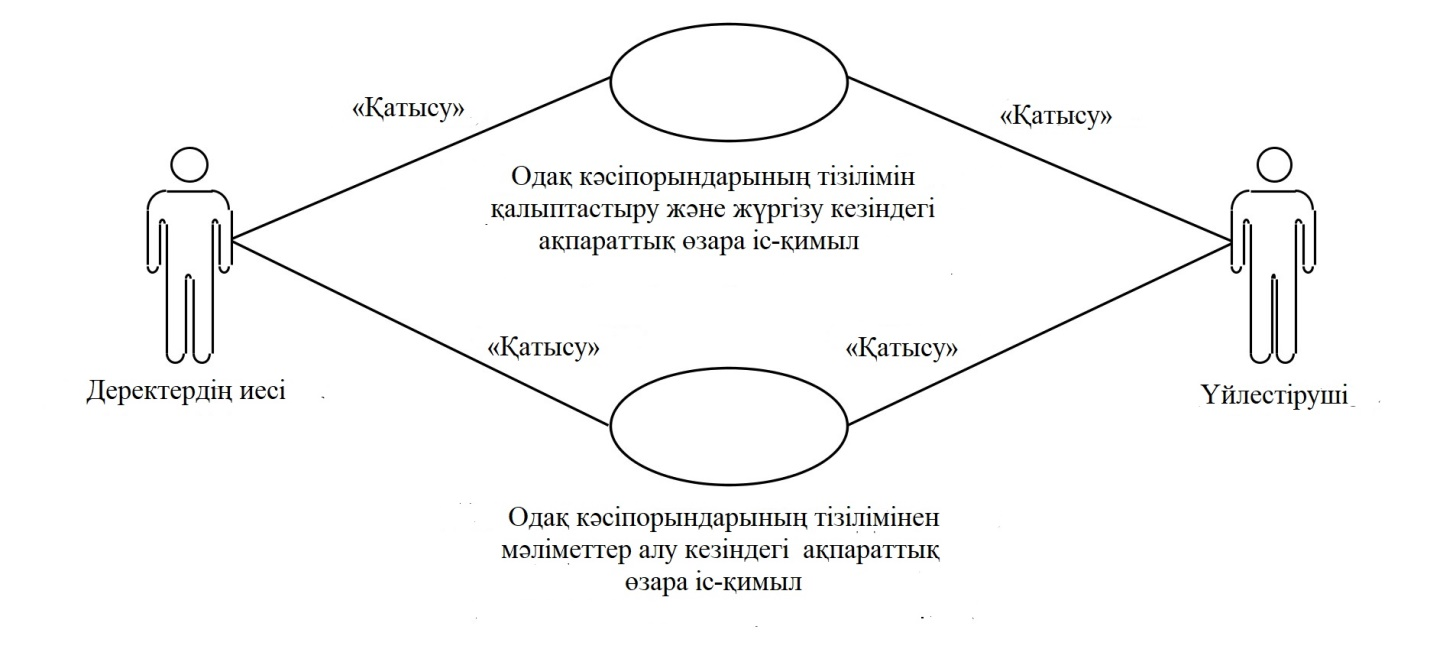 «Қатысу»
«Қатысу»
Одақ кәсіпорындарының тізілімін
қалыптастыру және жүргізу кезіндегі
ақпараттық өзара іс-қимыл
«Қатысу»
«Қатысу»
Деректердің иесі
Үйлестіруші
Одақ кәсіпорындарының тізілімінен
мәліметтер алу кезіндегі ақпараттық
өзара іс-қимыл